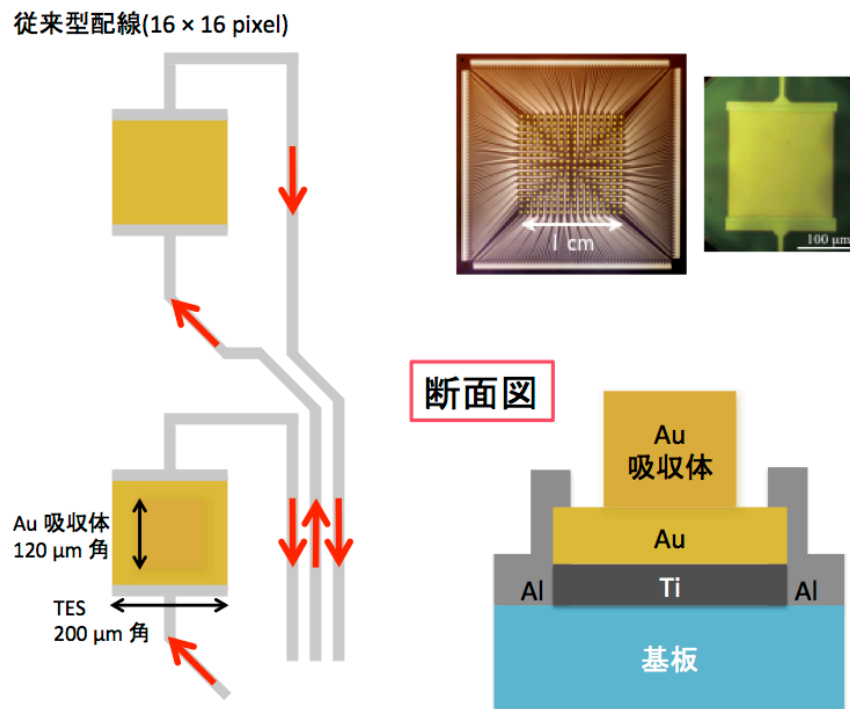 従来型配線(16 × 16 pixel)
1 cm
100 μm
断面図
Au 吸収体
120 μm 角
TES
200 μm 角
Au
吸収体
Au
Al
Ti
Al
基板